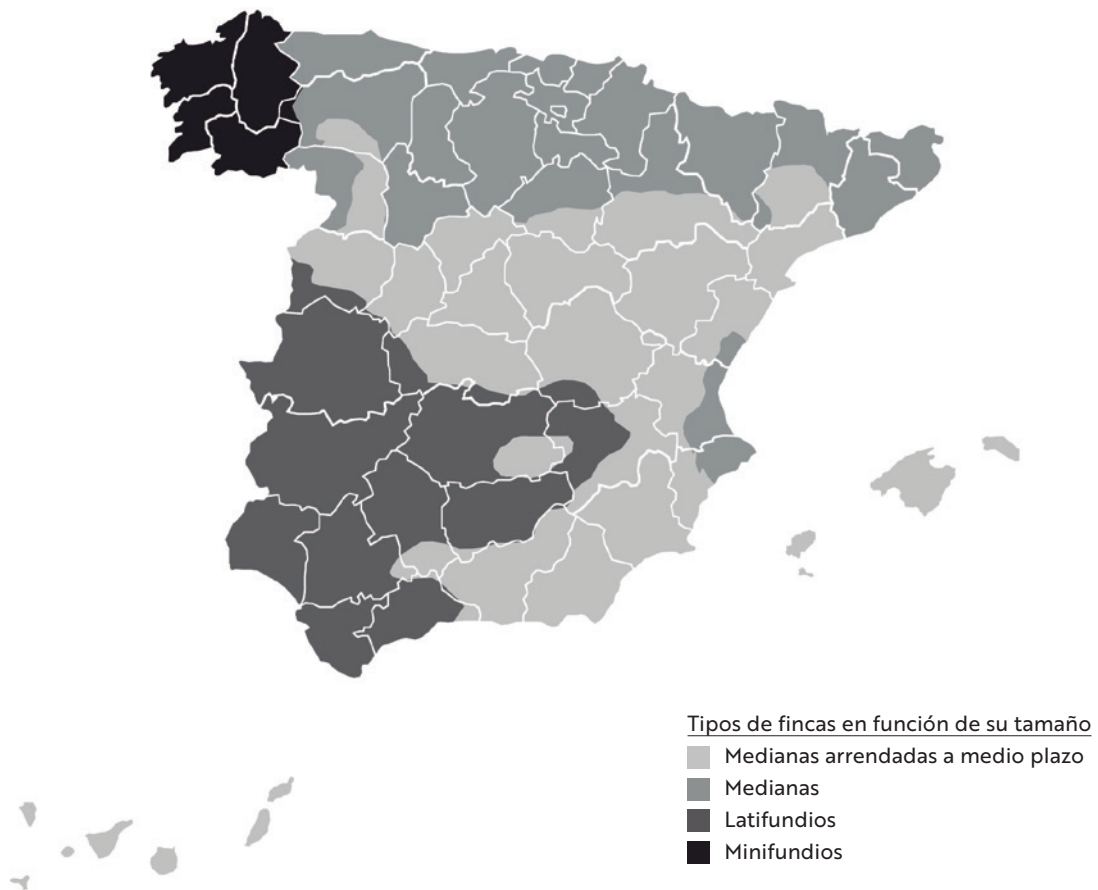 Tipos de fincas en función de su tamaño
Medianas arrendadas a medio plazo
Medianas
Latifundios
Minifundios